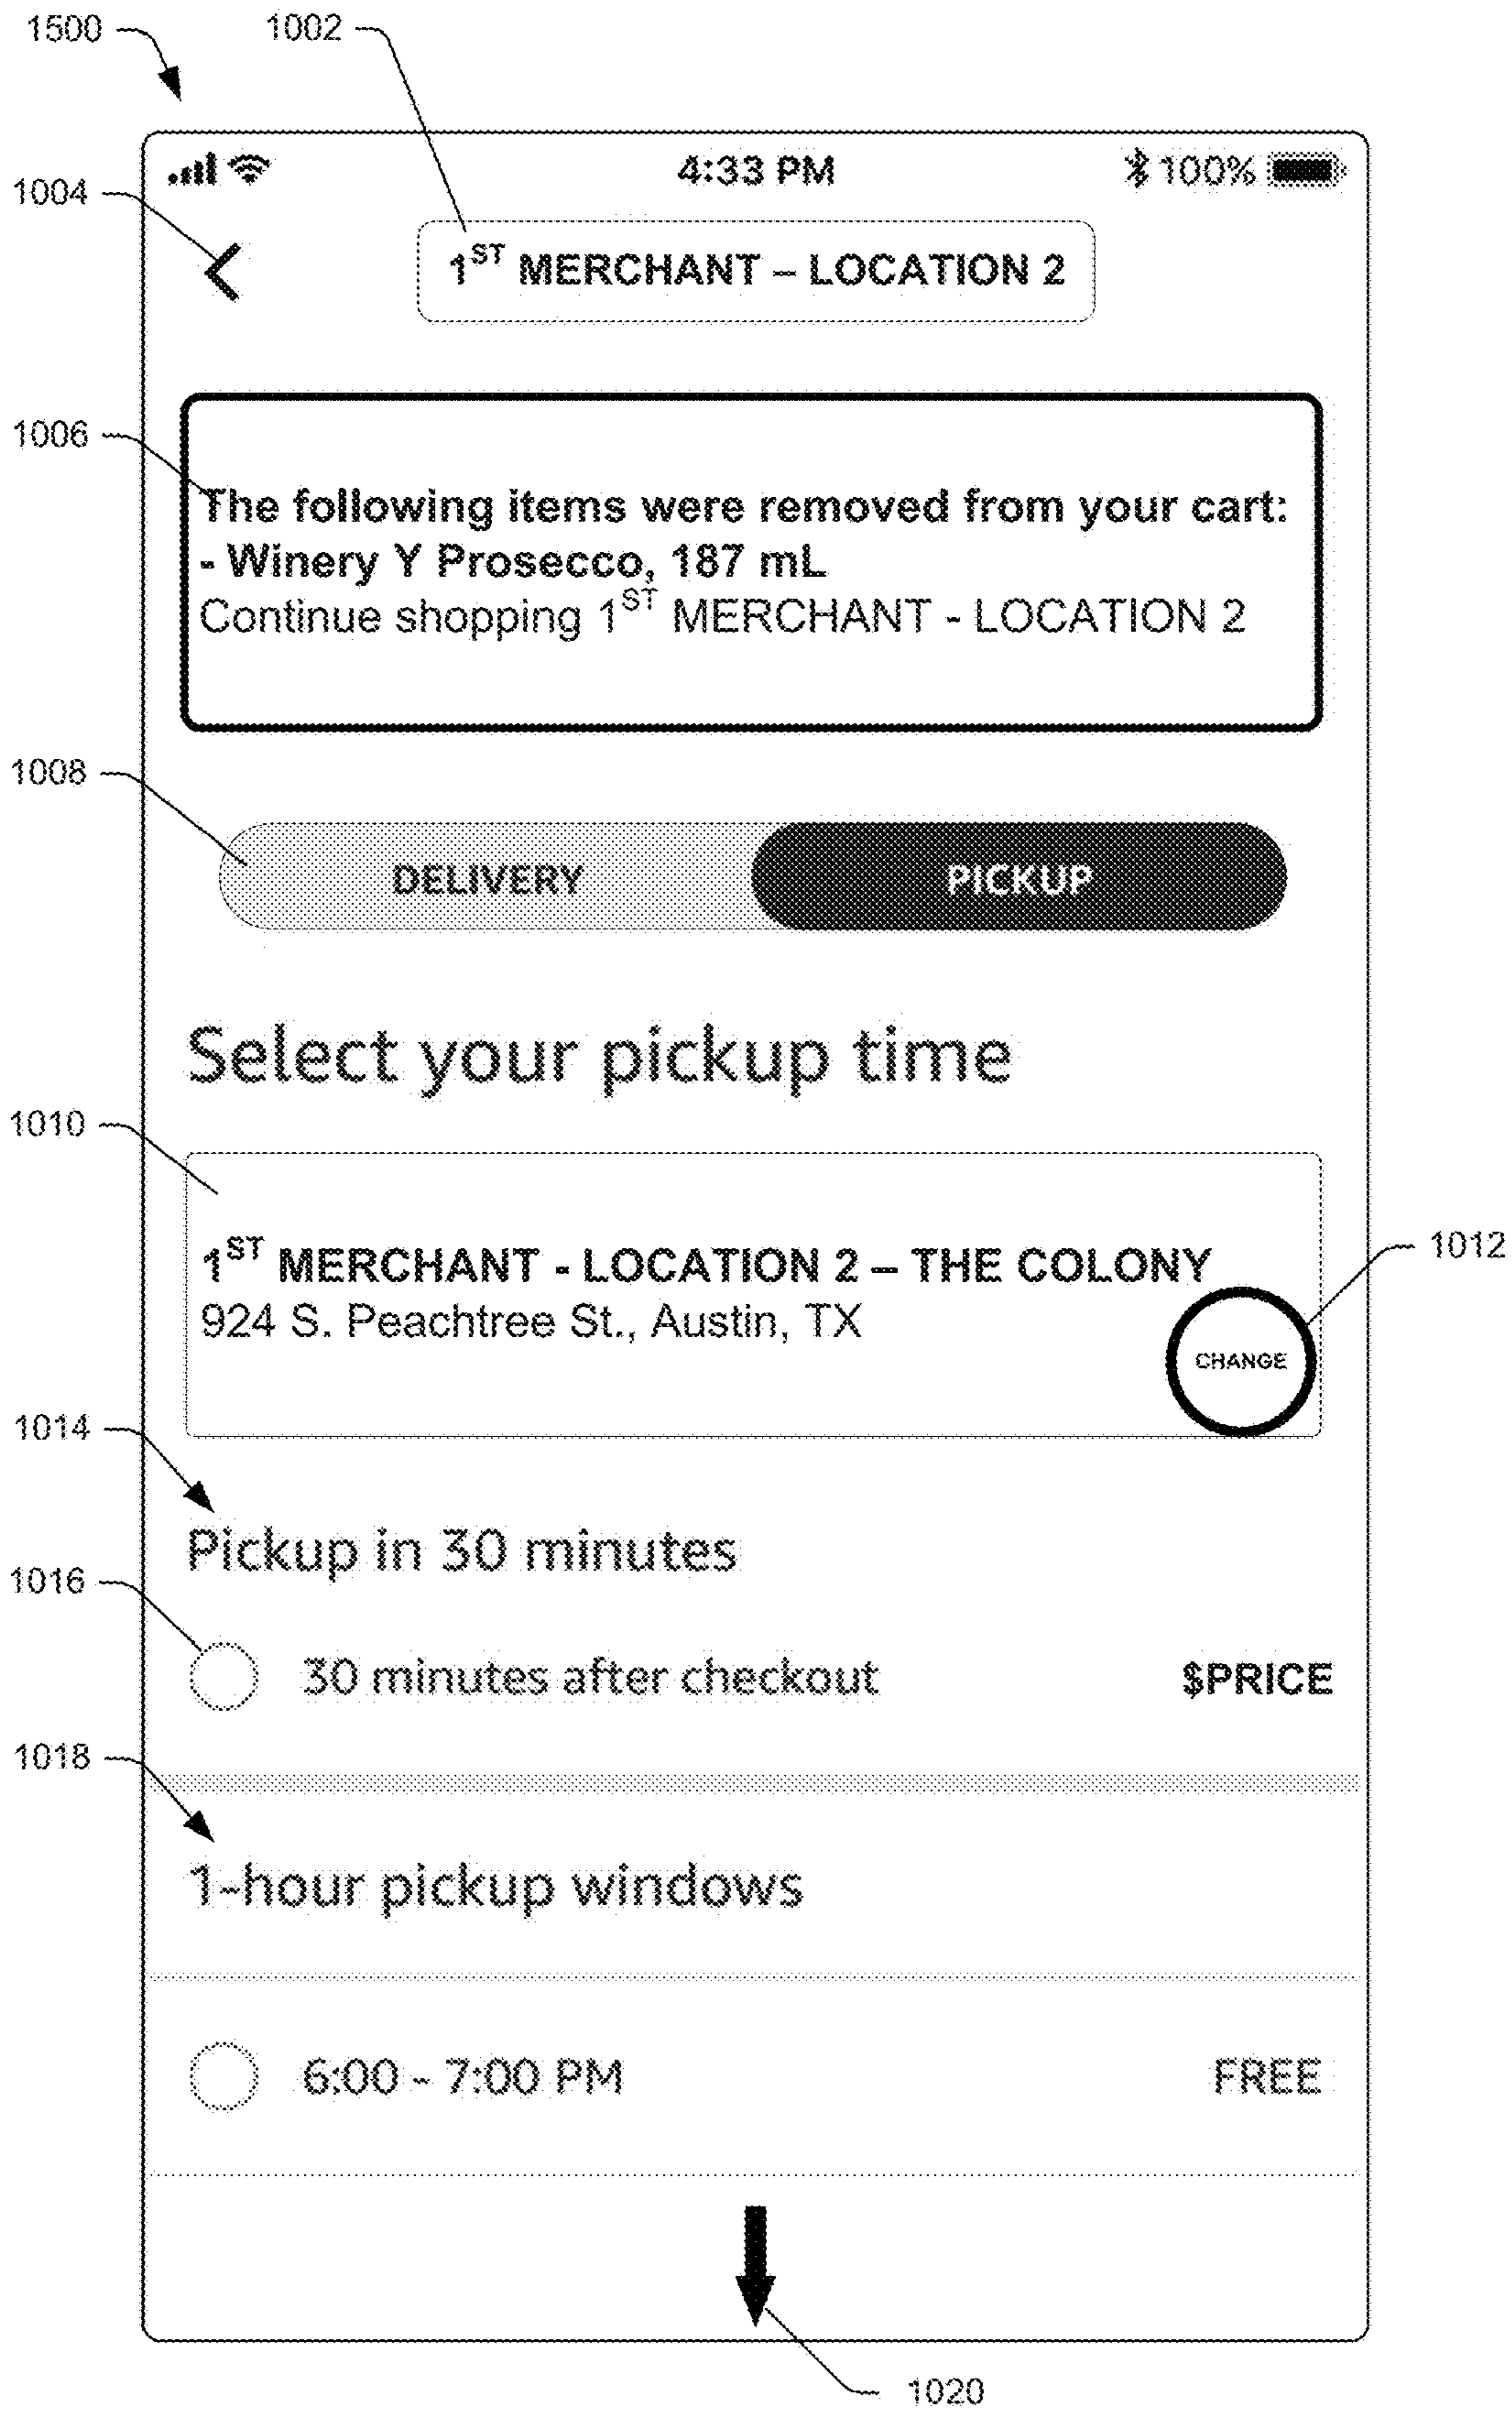 1500
1002
4:33 PM
100%
1004
1ST MERCHANT – LOCATION 2
1006
The following items were removed from your cart:
- Winery Y Prosecco, 187 mL
Continue shopping 1ST MERCHANT - LOCATION 2
1008
DELIVERY
PICKUP
Select your pickup time
1010
1ST MERCHANT - LOCATION 2 – THE COLONY
924 S. Peachtree St., Austin, TX
1012
CHANGE
1014
Pickup in 30 minutes
1016
30 minutes after checkout
$PRICE
1018
1-hour pickup windows
6:00 - 7:00 PM
FREE
1020